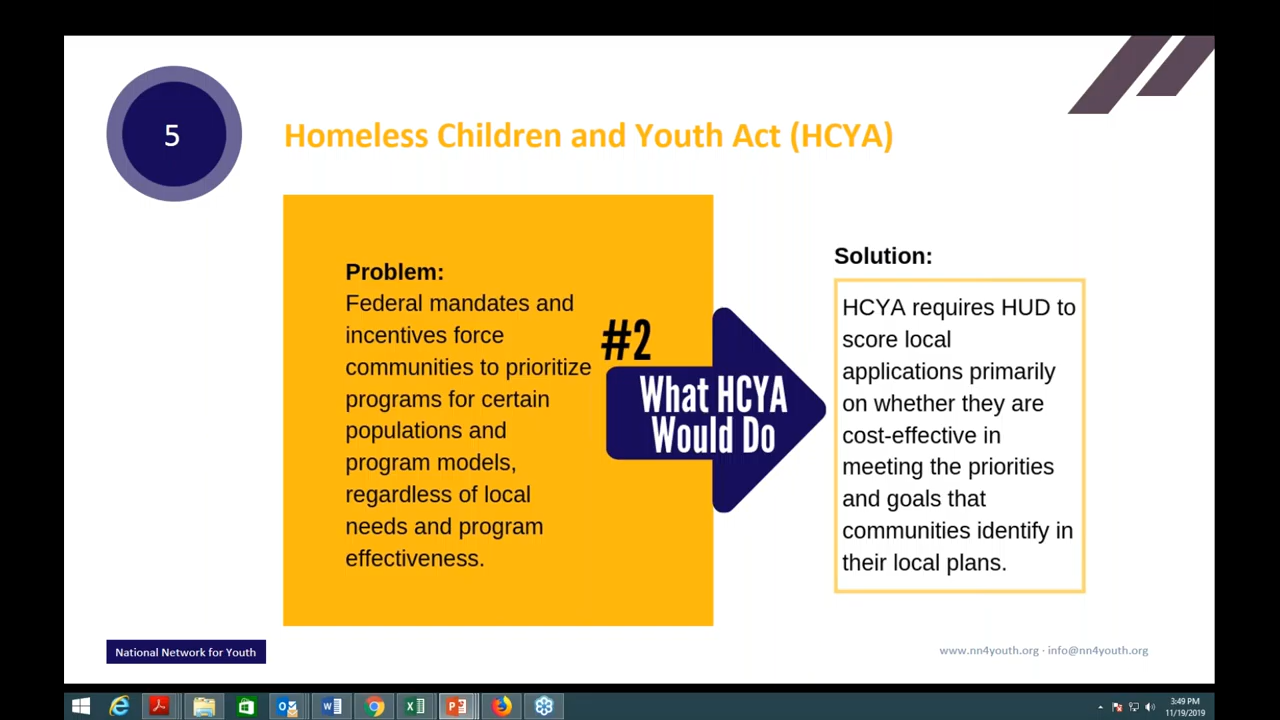 5
Homeless Children and Youth Act (HCYA)
Problem:
Federal mandates and
incentives force
communities to prioritize
programs for certain
populations and
program models,
regardless of local
needs and program
effectiveness.
#2
What HCYA
Would Do
Solution:
HCYA requires HUD to
score local
applications primarily
on whether they are
cost-effective in
meeting the priorities
and goals that
communities identify in
their local plans.
National Network for Youth
www.nn4youth.org · info@nn4youth.org
3:49 PM
11/19/2019